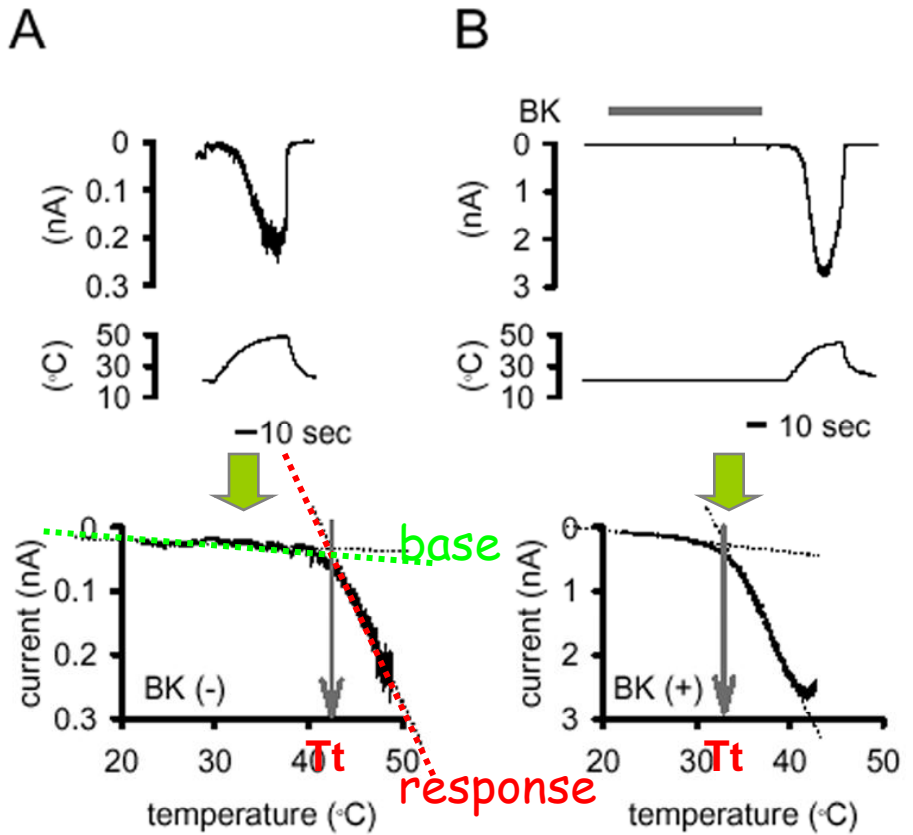 A
B
BK
0
0.1
0.2
0.3
(nA)
0
1
2
3
(nA)
50
30
10
(◦C)
50
30
10
(◦C)
10 sec
10 sec
base
0
0.1
0.2
0.3
current (nA)
BK (-)
0
1
2
3
current (nA)
BK (+)
20 30 40 50
Tt
20 30 40 50
Tt
response
temperature (◦C)
temperature (◦C)